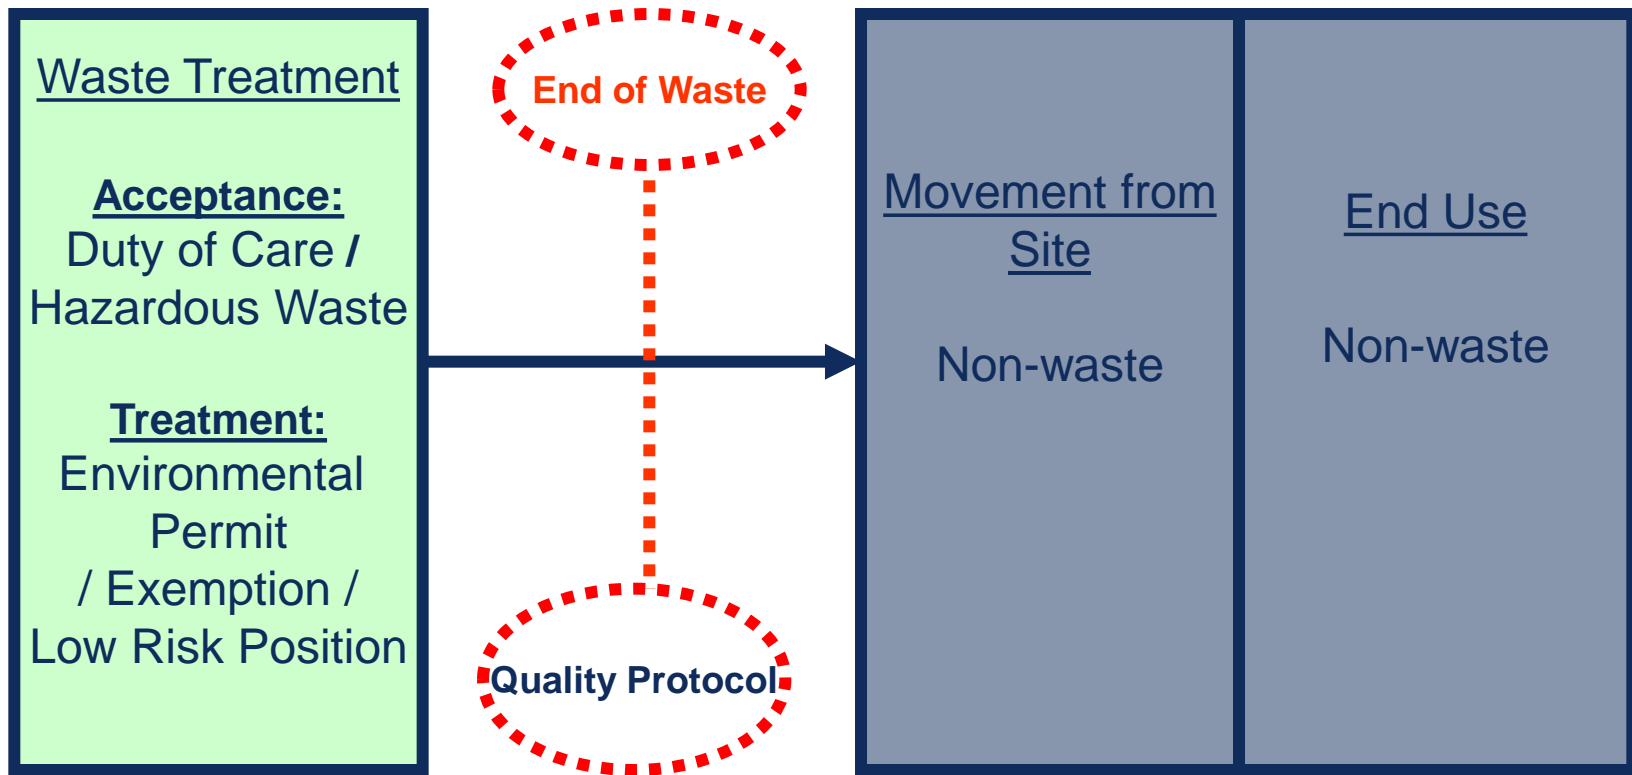 Waste Treatment
Acceptance:
Duty of Care /
Hazardous Waste
Treatment:
Environmental
Permit
/ Exemption /
Low Risk Position
End of Waste
Quality Protocol
Movement from
Site
Non-waste
End Use
Non-waste